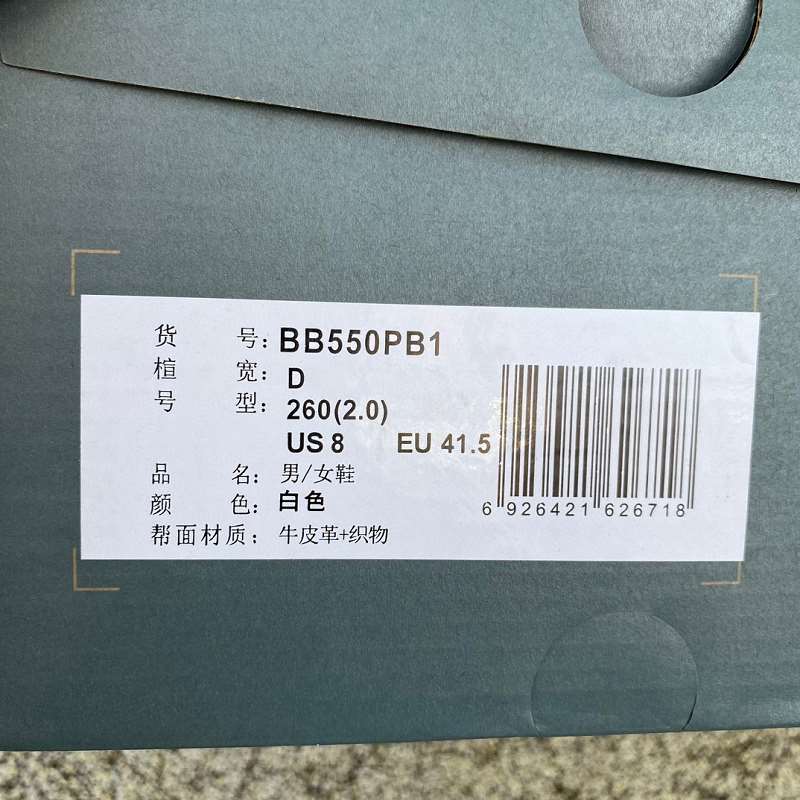 货号：BB550PB1
楦宽：D
号型：260(2.0)
US 8 EU 41.5
品名：男/女鞋
颜色：白色
帮面材质：牛皮革+织物
6 926421 626718